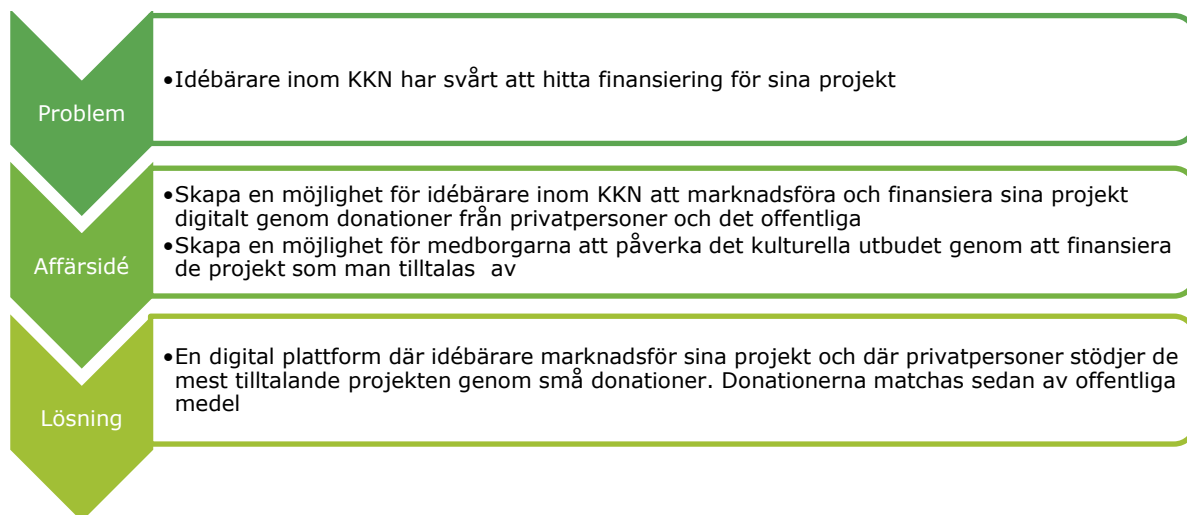 Problem
•Idébärare inom KKN har svårt att hitta finansiering för sina projekt
Affärsidé
•Skapa en möjlighet för idébärare inom KKN att marknadsföra och finansiera sina projekt
digitalt genom donationer från privatpersoner och det offentliga
•Skapa en möjlighet för medborgarna att påverka det kulturella utbudet genom att finansiera
de projekt som man tilltalas av
Lösning
•En digital plattform där idébärare marknadsför sina projekt och där privatpersoner stödjer de
mest tilltalande projekten genom små donationer. Donationerna matchas sedan av offentliga
medel